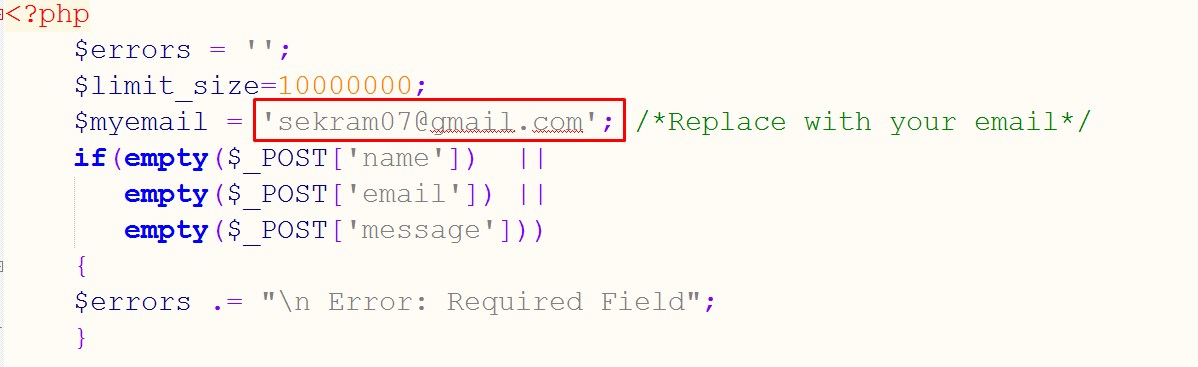 <?php
$errors = '';
$limit_size=10000000;
$myemail = 'sekram07@gmail.com'; /*Replace with your email*/
if(empty($_POST['name']) ||
empty($_POST['email']) ||
empty($_POST['message']))
{
$errors .= "\n Error: Required Field";
}